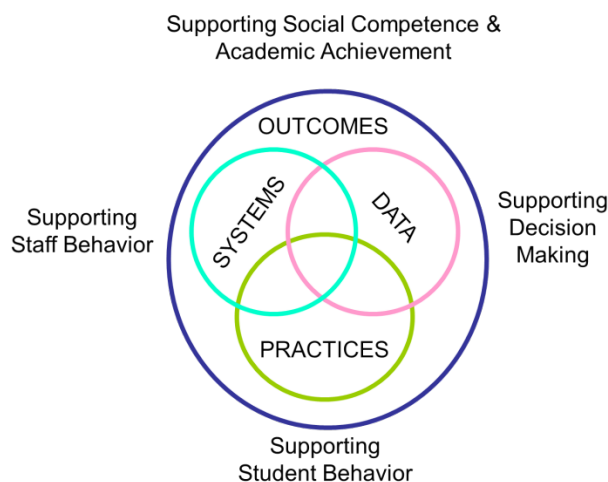 Supporting Social Competence &
Academic Achievement
OUTCOMES
SYSTEMS
DATA
Supporting
Staff Behavior
Supporting
Decision
Making
PRACTICES
Supporting
Student Behavior